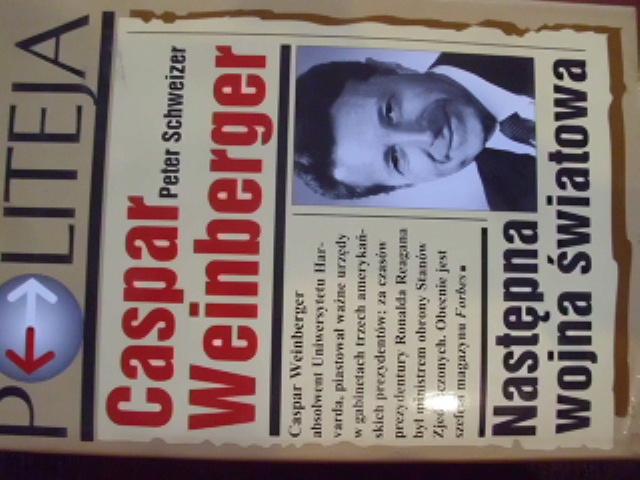 POLITEJA
Caspar
Peter Schweizer
Weinberger
Caspar Weinberger
absolwent Uniwersytetu Har-
varda, piastował ważne urzędy
w gabinetach trzech amerykań-
skich prezydentów; za czasów
prezydentury Ronalda Reagana
był ministrem obrony Stanów
Zjednoczonych. Obecnie jest
szefem magazynu Forbes ■
Następna
wojna światowa